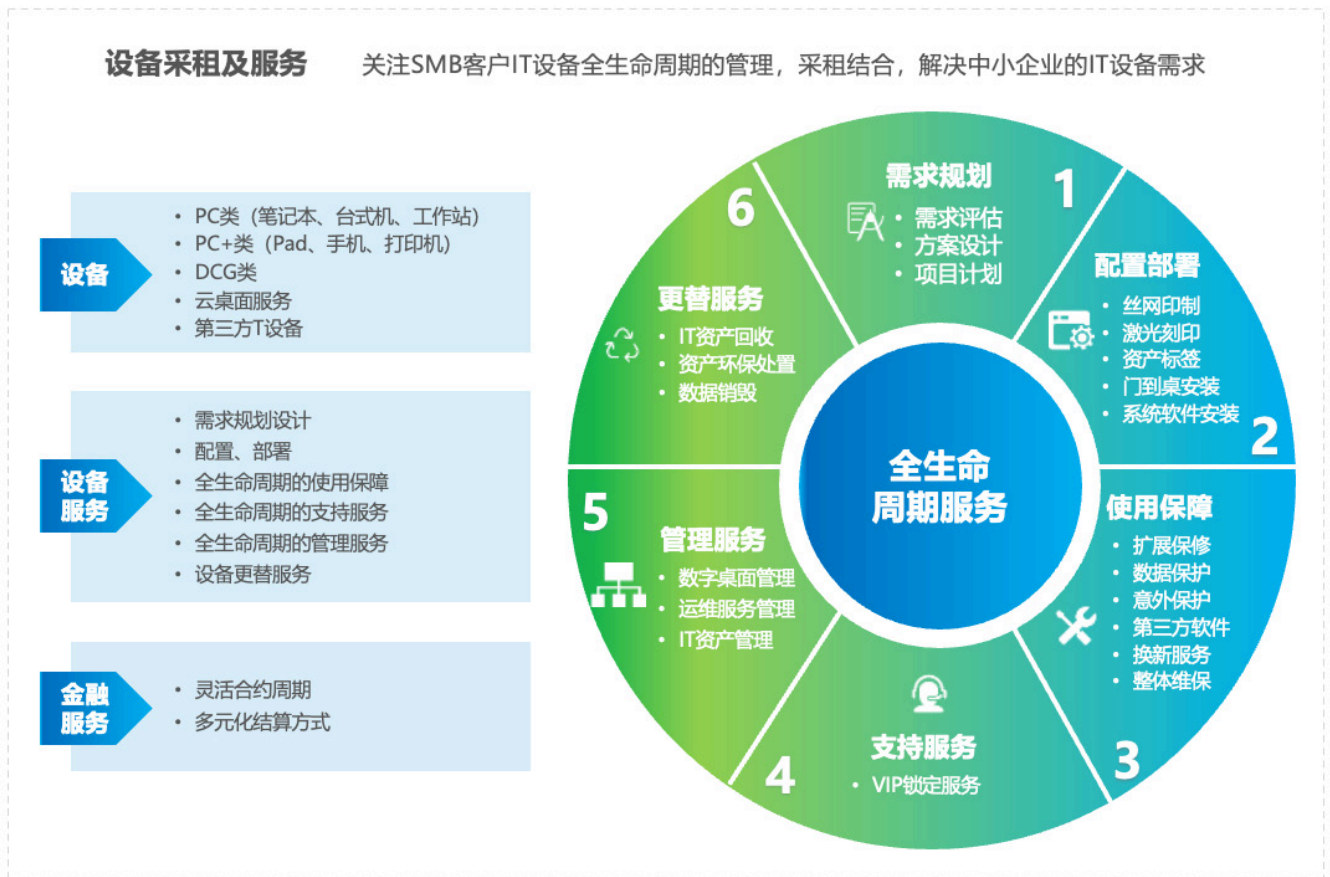 设备采租及服务
关注SMB客户IT设备全生命周期的管理，采租结合，解决中小企业的IT设备需求
设备
• PC类（笔记本、台式机、工作站）
• PC+类（Pad、手机、打印机）
• DCG类
• 云桌面服务
• 第三方T设备
设备
服务
• 需求规划设计
• 配置、部署
• 全生命周期的使用保障
• 全生命周期的支持服务
• 全生命周期的管理服务
• 设备更替服务
金融
服务
• 灵活合约周期
• 多元化结算方式
全生命
周期服务
1
需求规划
• 需求评估
• 方案设计
• 项目计划
2
配置部署
• 丝网印制
• 激光刻印
• 资产标签
• 门到桌安装
• 系统软件安装
3
使用保障
• 扩展保修
• 数据保护
• 意外保护
• 第三方软件
• 换新服务
• 整体维保
4
支持服务
• VIP锁定服务
5
管理服务
• 数字桌面管理
• 运维服务管理
• IT资产管理
6
更替服务
• IT资产回收
• 资产环保处置
• 数据销毁